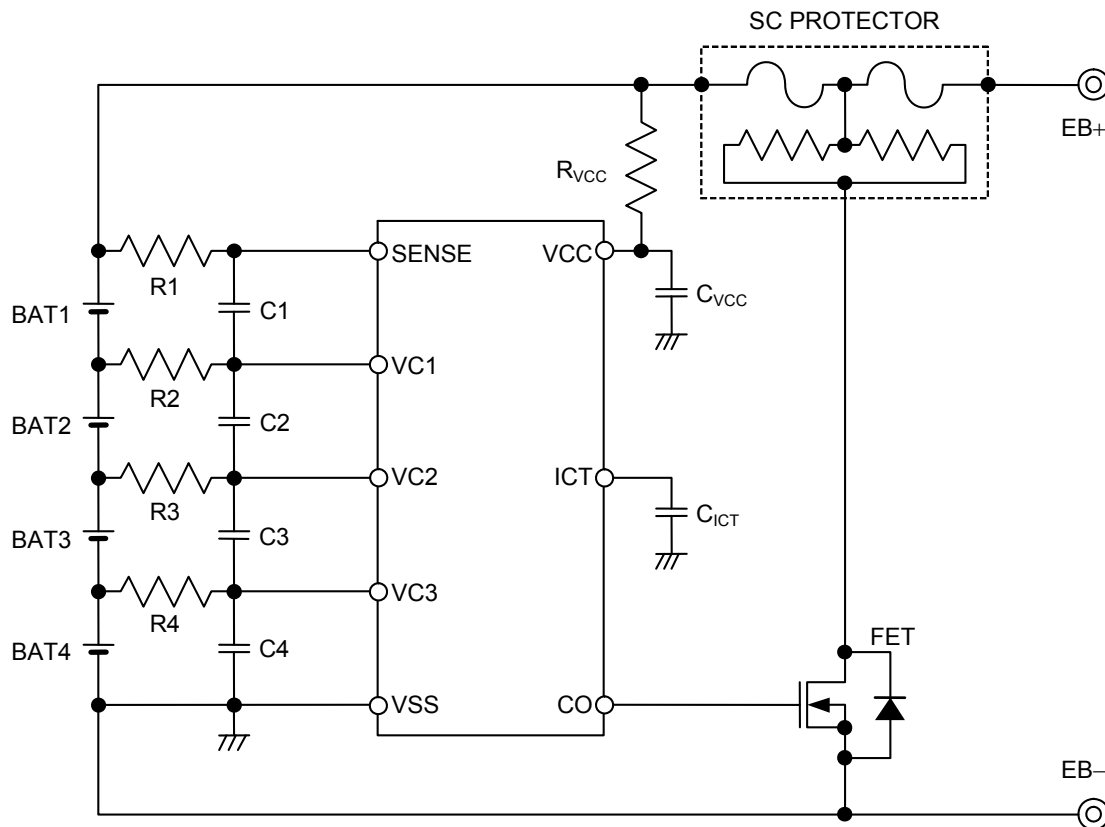 SC PROTECTOR
EB+
RVCC
SENSE
VCC
R1
BAT1
C1
CVCC
VC1
R2
BAT2
C2
VC2
ICT
R3
CICT
BAT3
C3
VC3
R4
BAT4
C4
FET
VSS
CO
EB−